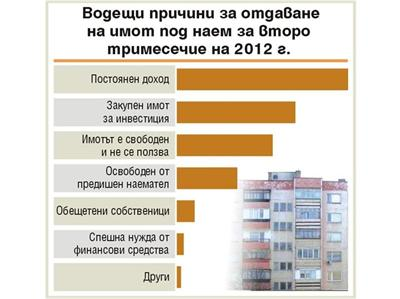 Водещи причини за отдаване
на имот под наем за второ
тримесечие на 2012 г.
Постоянен доход
Закупен имот
за инвестиция
Имотът е свободен
и не се ползва
Освободен от
предишен наемател
Обещетени собственици
Спешна нужда от
финансови средства
Други